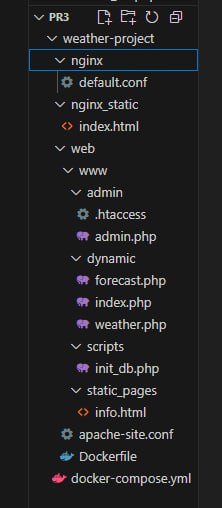 PR3
weather-project
nginx
default.conf
nginx_static
index.html
web
www
admin
.htaccess
admin.php
dynamic
forecast.php
index.php
weather.php
scripts
init_db.php
static_pages
info.html
apache-site.conf
Dockerfile
docker-compose.yml